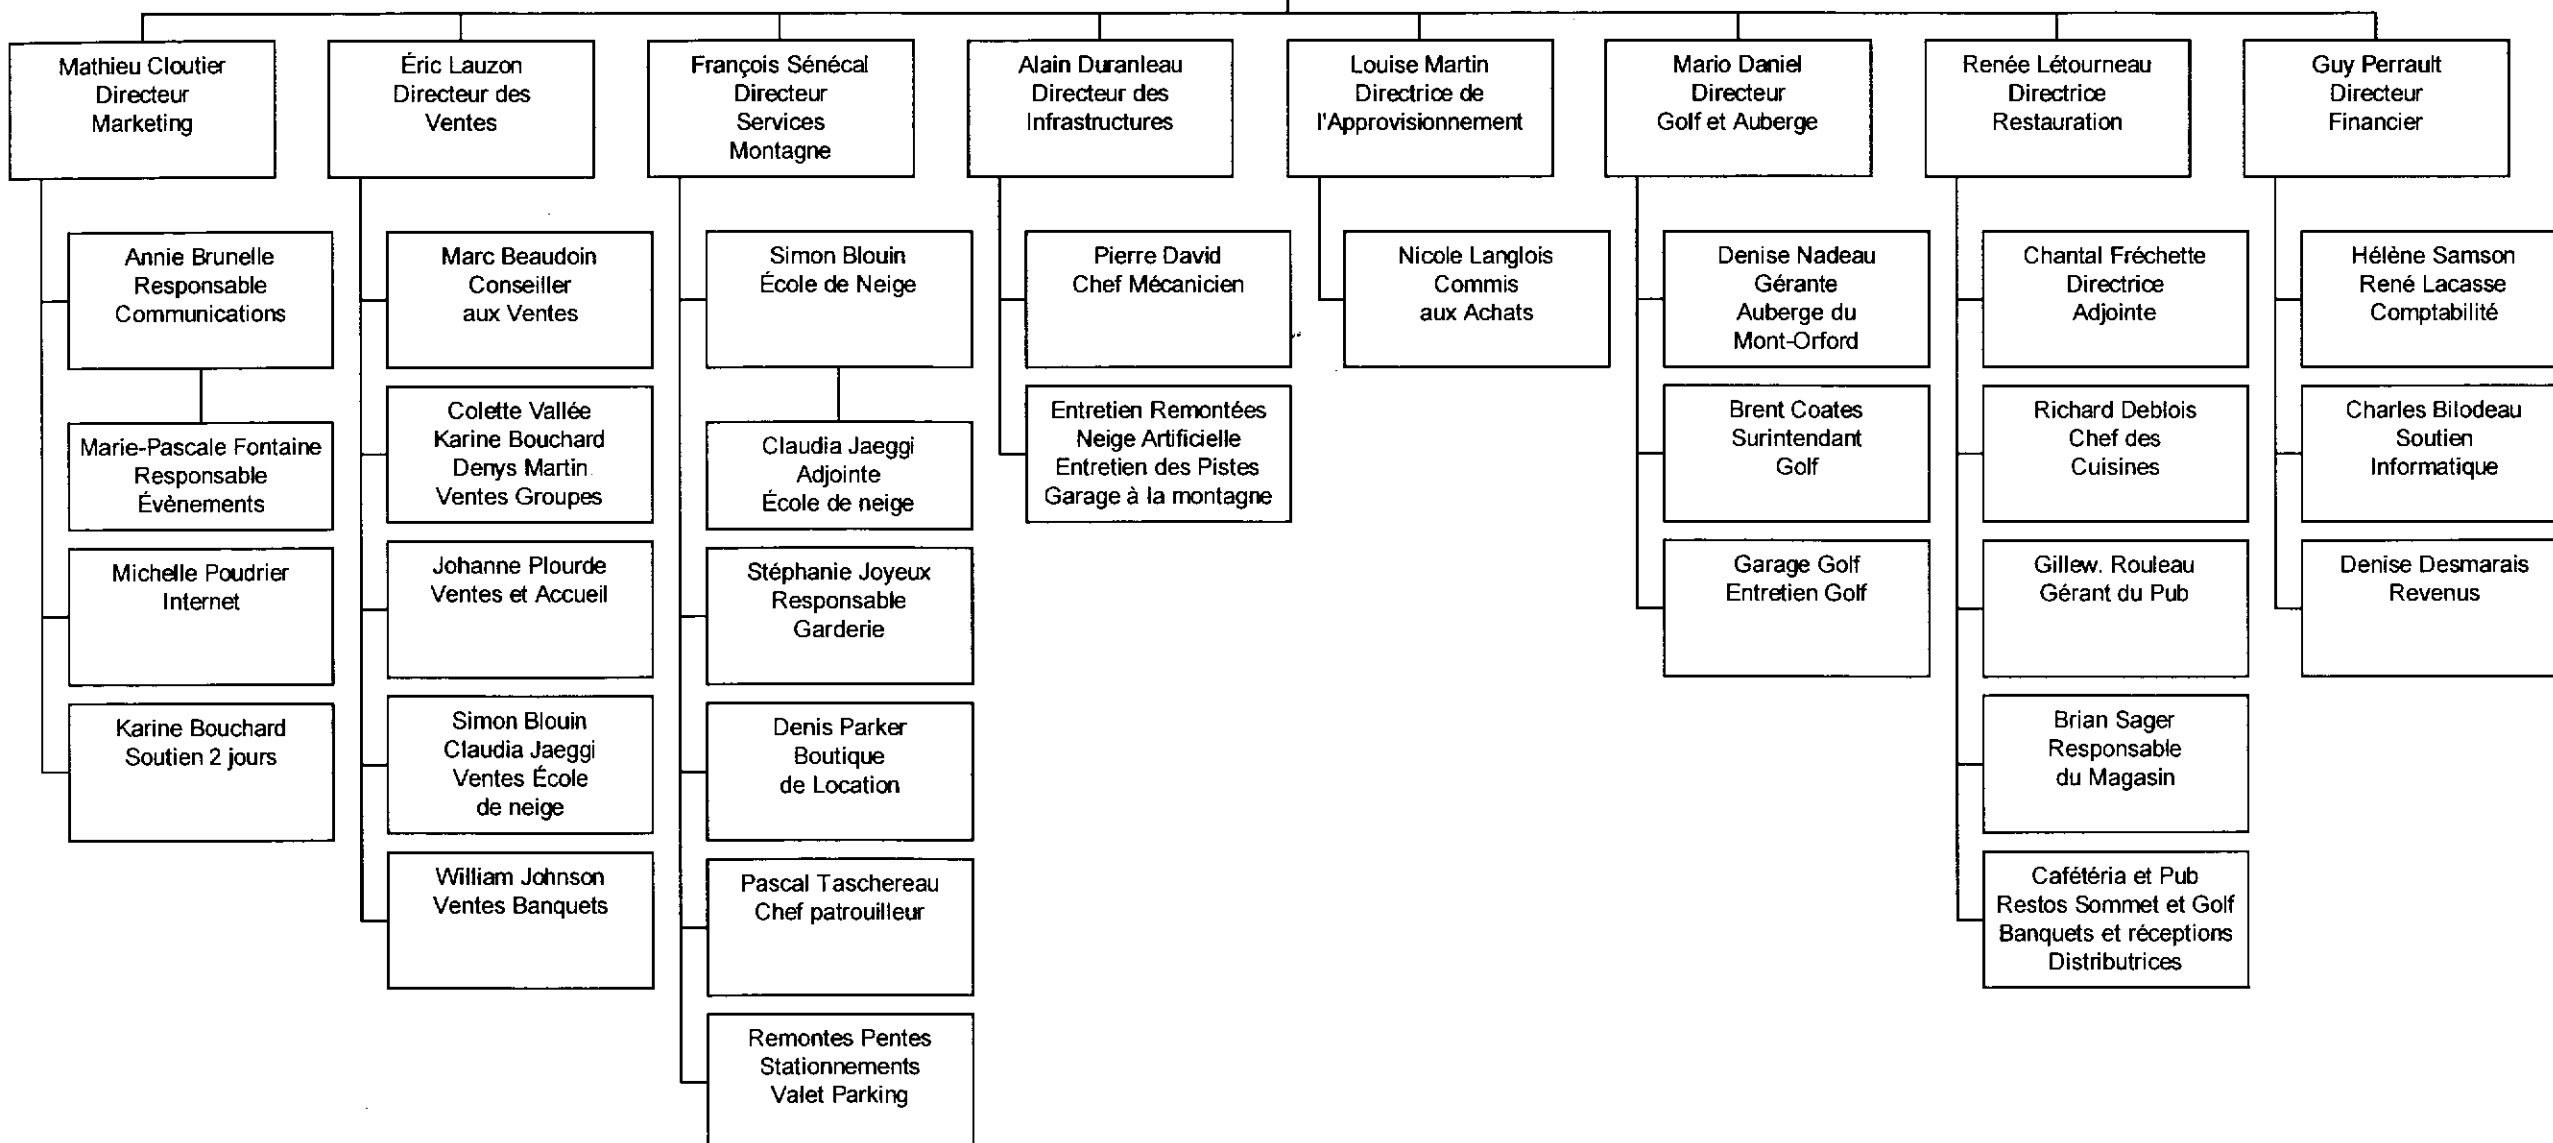 Mathieu Cloutier
Directeur
Marketing
Éric Lauzon
Directeur des
Ventes
François Sénécal
Directeur
Services
Montagne
Alain Duranleau
Directeur des
Infrastructures
Louise Martin
Directrice de
l'Approvisionnement
Mario Daniel
Directeur
Golf et Auberge
Renée Létourneau
Directrice
Restauration
Guy Perrault
Directeur
Financier
Annie Brunelle
Responsable
Communications
Marie-Pascale Fontaine
Responsable
Évènements
Michelle Poudrier
Internet
Karine Bouchard
Soutien 2 jours
Marc Beaudoin
Conseiller
aux Ventes
Colette Vallée
Karine Bouchard
Denys Martin
Ventes Groupes
Johanne Plourde
Ventes et Accueil
Simon Blouin
Claudia Jaeggi
Ventes École
de neige
William Johnson
Ventes Banquets
Simon Blouin
École de Neige
Claudia Jaeggi
Adjointe
École de neige
Stéphanie Joyeux
Responsable
Garderie
Denis Parker
Boutique
de Location
Pascal Taschereau
Chef patrouilleur
Remontes Pentes
Stationnements
Valet Parking
Pierre David
Chef Mécanicien
Entretien Remontées
Neige Artificielle
Entretien des Pistes
Garage à la montagne
Nicole Langlois
Commis
aux Achats
Denise Nadeau
Gérante
Auberge du
Mont-Orford
Brent Coates
Surintendant
Golf
Garage Golf
Entretien Golf
Chantal Fréchette
Directrice
Adjointe
Richard Deblois
Chef des
Cuisines
Gillew. Rouleau
Gérant du Pub
Brian Sager
Responsable
du Magasin
Cafétéria et Pub
Restos Sommet et Golf
Banquets et réceptions
Distributrices
Hélène Samson
René Lacasse
Comptabilité
Charles Bilodeau
Soutien
Informatique
Denise Desmarais
Revenus